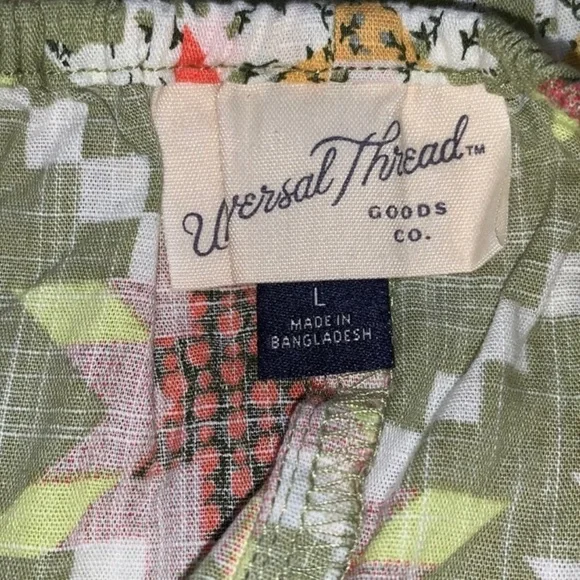 Universal Thread™
GOODS
CO.
L
MADE IN
BANGLADESH